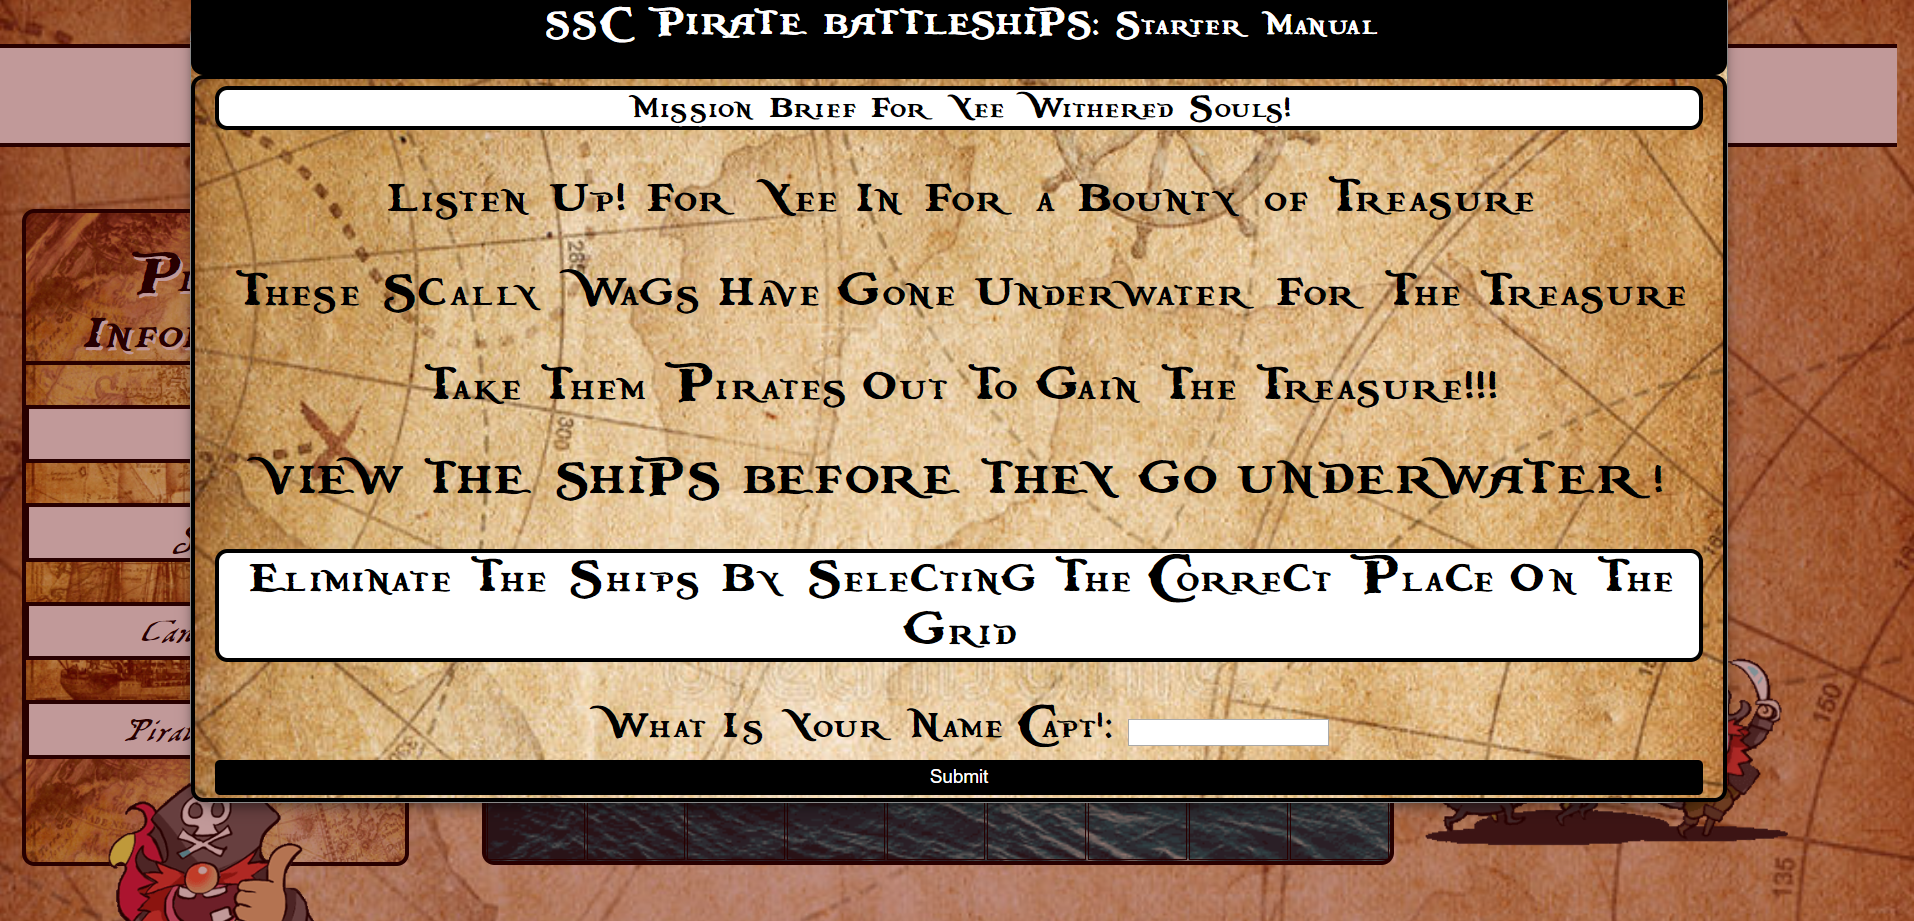 SSC Pirate Battleships: Starter Manual
Mission Brief For Yee Withered Souls!
Listen Up! For Yee In For a Bounty of Treasure
These Scally Wags Have Gone Underwater For The Treasure
Take Them Pirates Out To Gain The Treasure!!!
View The Ships Before They Go Underwater !
Eliminate The Ships By Selecting The Correct Place On The
Grid
What Is Your Name Capt!:
Submit
300
150
135